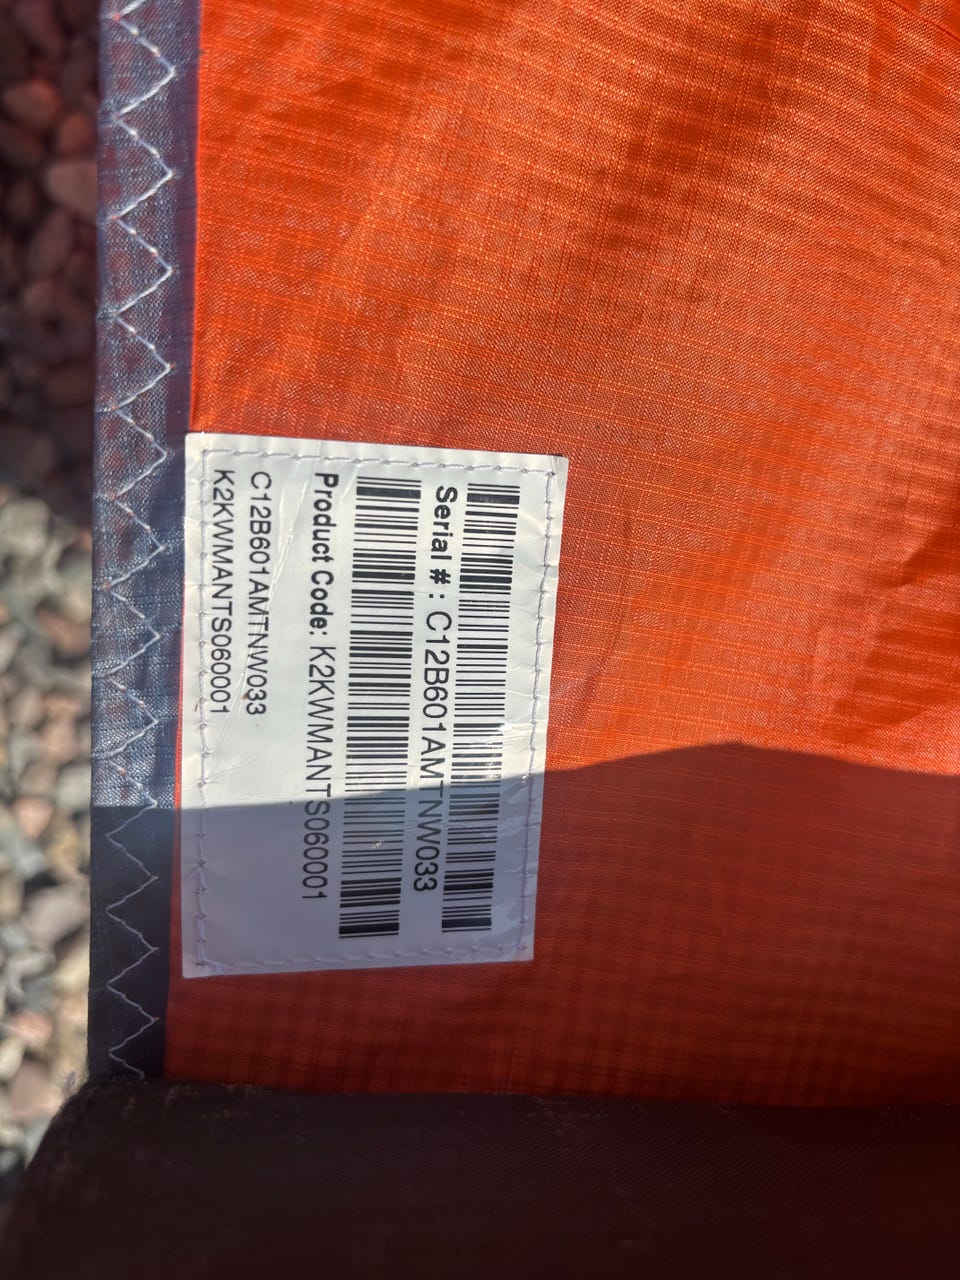 Serial # : C12B601AMTNW033
Product Code: K2KWMANTS060001
C12B601AMTNW033
K2KWMANTS060001